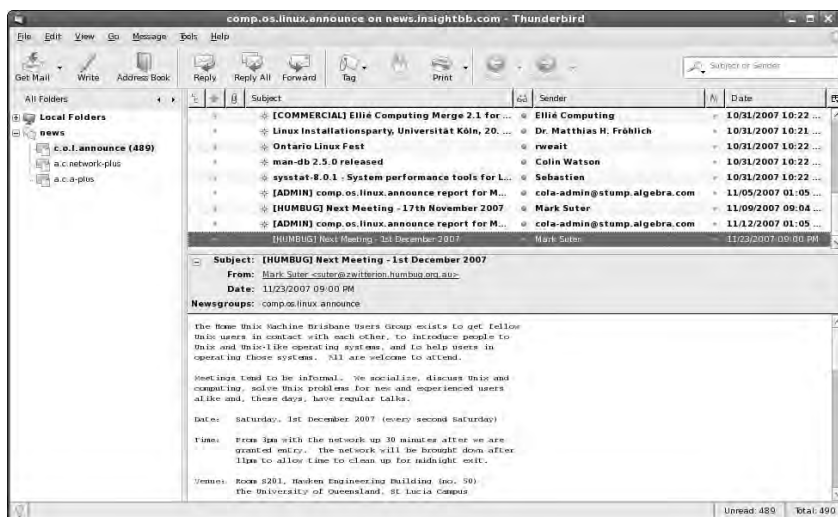 comp.os.linux.announce on news.insightbb.com - Thunderbird
File Edit View Go Message Tools Help
Get Mail Write Address Book Reply Reply All Forward Tag Print Subject or Sender
All Folders
Local Folders
news
c.o.l.announce (489)
a.c.network-plus
a.c.a-plus
Subject Sender Date
[COMMERCIAL] Ellié Computing Merge 2.1 for ... Ellié Computing 10/31/2007 10:22 ...
Linux Installationsparty, Universität Köln, 20. ... Dr. Matthias H. Fröhlich 10/31/2007 10:21 ...
Ontario Linux Fest rweait 10/31/2007 10:22 ...
man-db 2.5.0 released Colin Watson 10/31/2007 10:22 ...
sysstat-8.0.1 - System performance tools for L... Sebastien 10/31/2007 10:22 ...
[ADMIN] comp.os.linux.announce report for M... cola-admin@stump.algebra.com 11/05/2007 01:05 ...
[HUMBUG] Next Meeting - 17th November 2007 Mark Suter 11/09/2007 09:04 ...
[ADMIN] comp.os.linux.announce report for M... cola-admin@stump.algebra.com 11/12/2007 01:05 ...
[HUMBUG] Next Meeting - 1st December 2007 Mark Suter 11/23/2007 09:00 PM
Subject: [HUMBUG] Next Meeting - 1st December 2007
From: Mark Suter <suter@zwitterion.humbug.org.au>
Date: 11/23/2007 09:00 PM
Newsgroups: comp.os.linux.announce
The Home Unix Machine Brisbane Users Group exists to get fellow
Unix users in contact with each other, to introduce people to
Unix and Unix-like operating systems, and to help users in
operating those systems. All are welcome to attend.
Meetings tend to be informal. We socialize, discuss Unix and
computing, solve Unix problems for new and experienced users
alike and, these days, have regular talks.
Date: Saturday, 1st December 2007 (every second Saturday)
Time: From 3pm with the network up 30 minutes after we are
granted entry. The network will be brought down after
11pm to allow time to clean up for midnight exit.
Venue: Room S201, Hawken Engineering Building (no. 50)
The University of Queensland, St Lucia Campus
Unread: 489 Total: 490